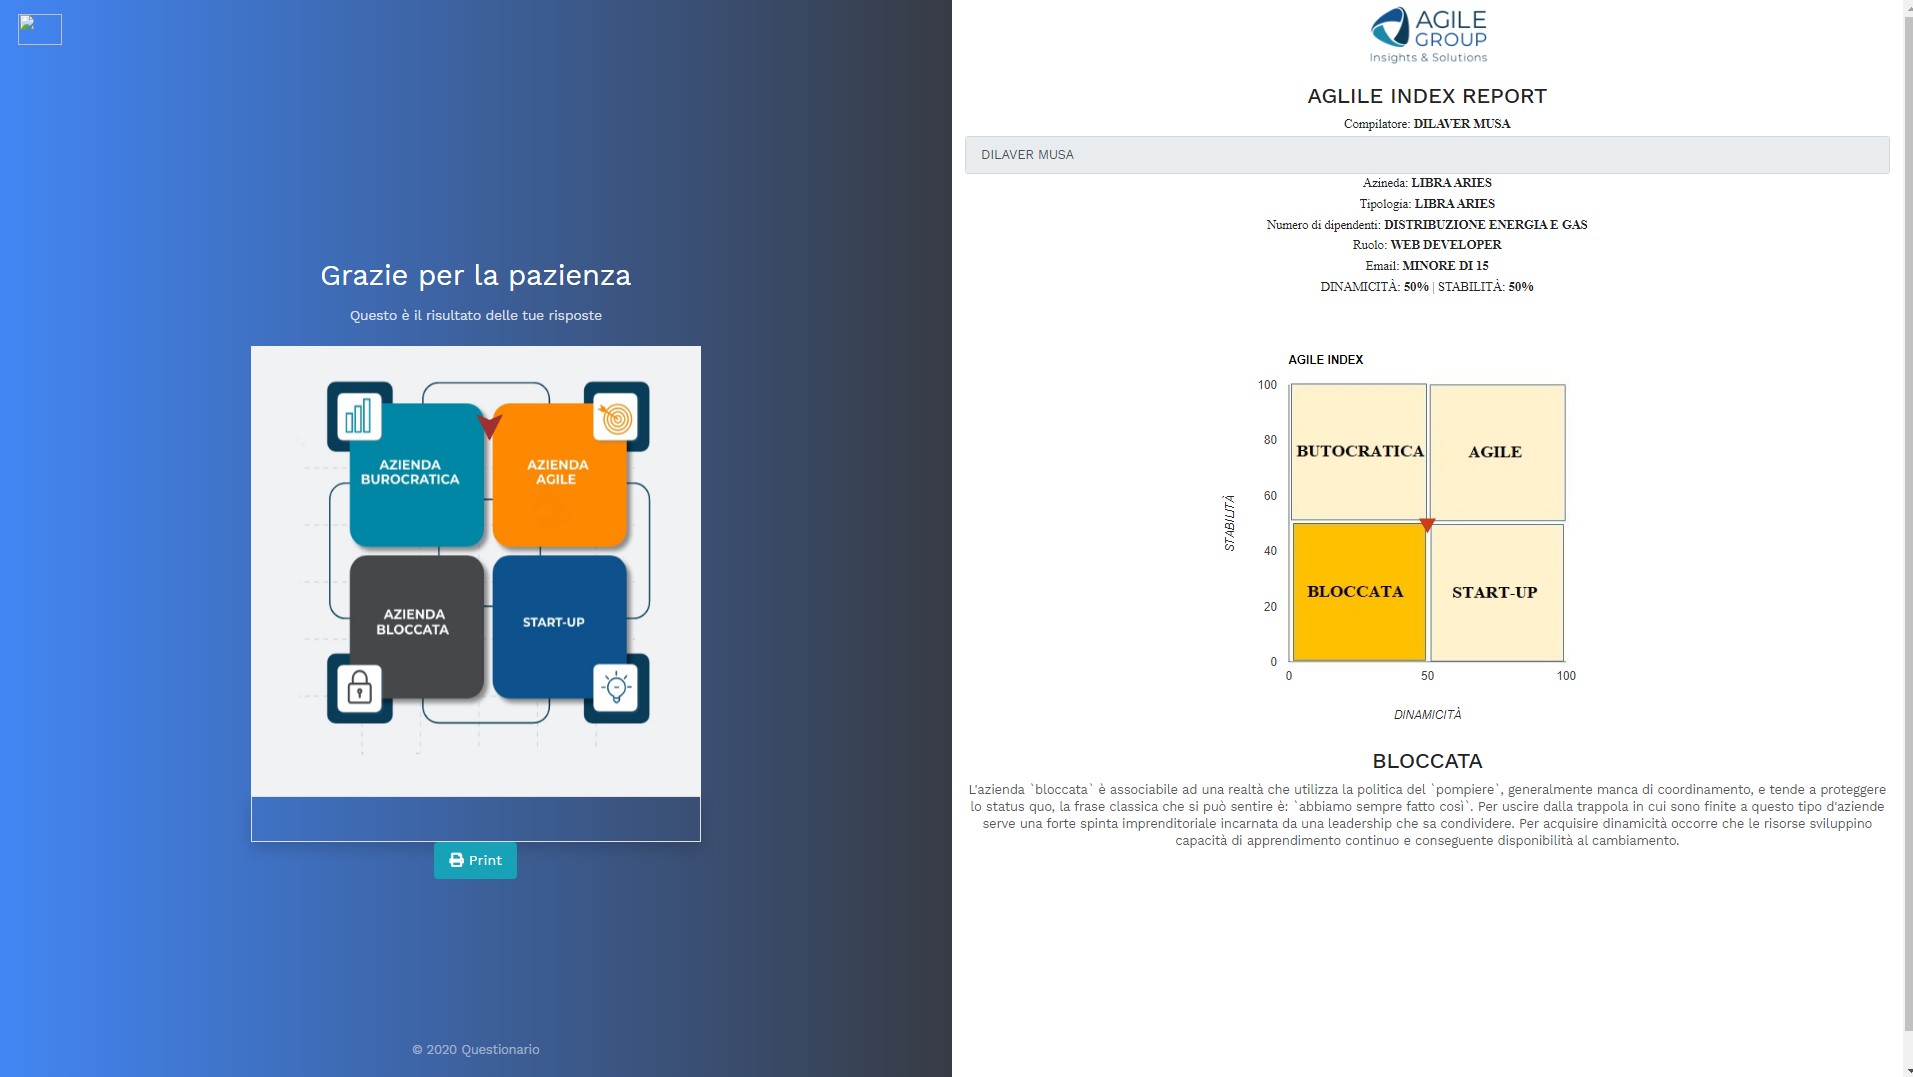 Grazie per la pazienza
Questo è il risultato delle tue risposte
AZIENDA
BUROCRATICA
AZIENDA
AGILE
AZIENDA
BLOCCATA
START-UP
Print
© 2020 Questionario
AGILE
GROUP
Insights & Solutions
AGLILE INDEX REPORT
Compilatore: DILAVER MUSA
DILAVER MUSA
Azineda: LIBRA ARIES
Tipologia: LIBRA ARIES
Numero di dipendenti: DISTRIBUZIONE ENERGIA E GAS
Ruolo: WEB DEVELOPER
Email: MINORE DI 15
DINAMICITÀ: 50% | STABILITÀ: 50%
AGILE INDEX
100
80
60
40
20
0
STABILITÀ
BUTOCRATICA
AGILE
BLOCCATA
START-UP
0
50
100
DINAMICITÀ
BLOCCATA
L'azienda `bloccata` è associabile ad una realtà che utilizza la politica del `pompiere`, generalmente manca di coordinamento, e tende a proteggere
lo status quo, la frase classica che si può sentire è: `abbiamo sempre fatto così`. Per uscire dalla trappola in cui sono finite a questo tipo d'aziende
serve una forte spinta imprenditoriale incarnata da una leadership che sa condividere. Per acquisire dinamicità occorre che le risorse sviluppino
capacità di apprendimento continuo e conseguente disponibilità al cambiamento.